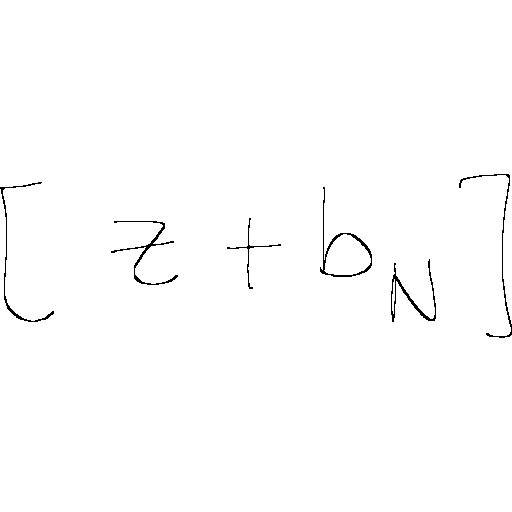 [ z + b_N ]